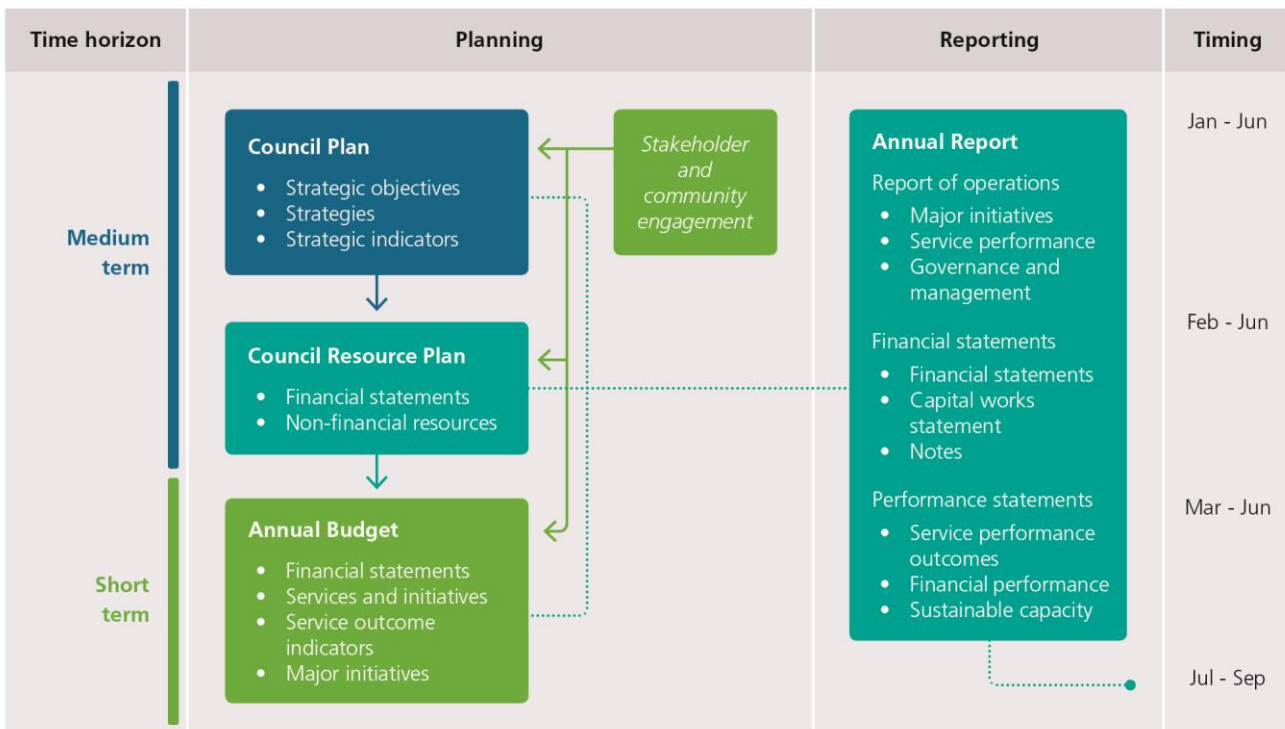 Time horizon
Planning
Reporting
Timing
Medium
term
Short
term
Council Plan
• Strategic objectives
• Strategies
• Strategic indicators
Stakeholder
and
community
engagement
Council Resource Plan
• Financial statements
• Non-financial resources
Annual Budget
• Financial statements
• Services and initiatives
• Service outcome
indicators
• Major initiatives
Annual Report
Report of operations
• Major initiatives
• Service performance
• Governance and
management
Financial statements
• Financial statements
• Capital works
statement
• Notes
Performance statements
• Service performance
outcomes
• Financial performance
• Sustainable capacity
Jan - Jun
Feb - Jun
Mar - Jun
Jul - Sep